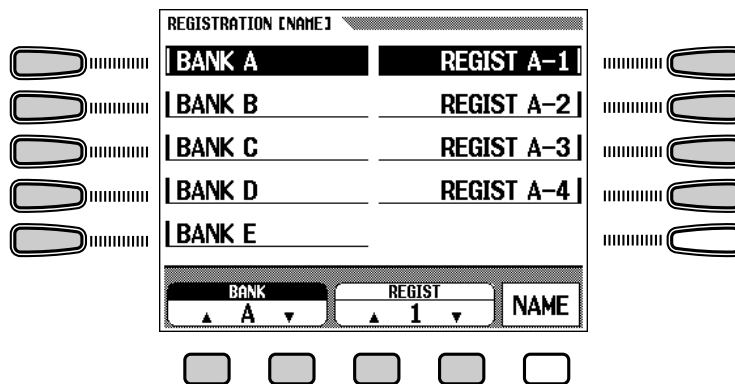 REGISTRATION [NAME]
BANK A REGIST A-1
BANK B REGIST A-2
BANK C REGIST A-3
BANK D REGIST A-4
BANK E
BANK REGIST
▲ A ▼ ▲ 1 ▼ NAME